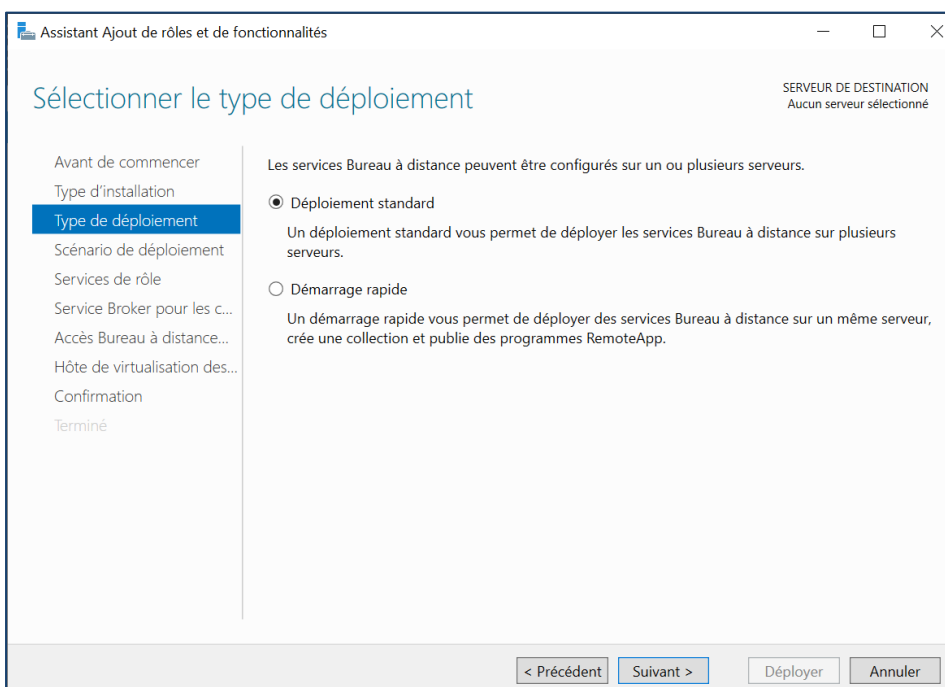 Assistant Ajout de rôles et de fonctionnalités
Sélectionner le type de déploiement
SERVEUR DE DESTINATION
Aucun serveur sélectionné
Avant de commencer
Type d'installation
Type de déploiement
Scénario de déploiement
Services de rôle
Service Broker pour les c...
Accès Bureau à distance...
Hôte de virtualisation des...
Confirmation
Terminé
Les services Bureau à distance peuvent être configurés sur un ou plusieurs serveurs.
Déploiement standard
Un déploiement standard vous permet de déployer les services Bureau à distance sur plusieurs
serveurs.
Démarrage rapide
Un démarrage rapide vous permet de déployer des services Bureau à distance sur un même serveur,
crée une collection et publie des programmes RemoteApp.
< Précédent
Suivant >
Déployer
Annuler